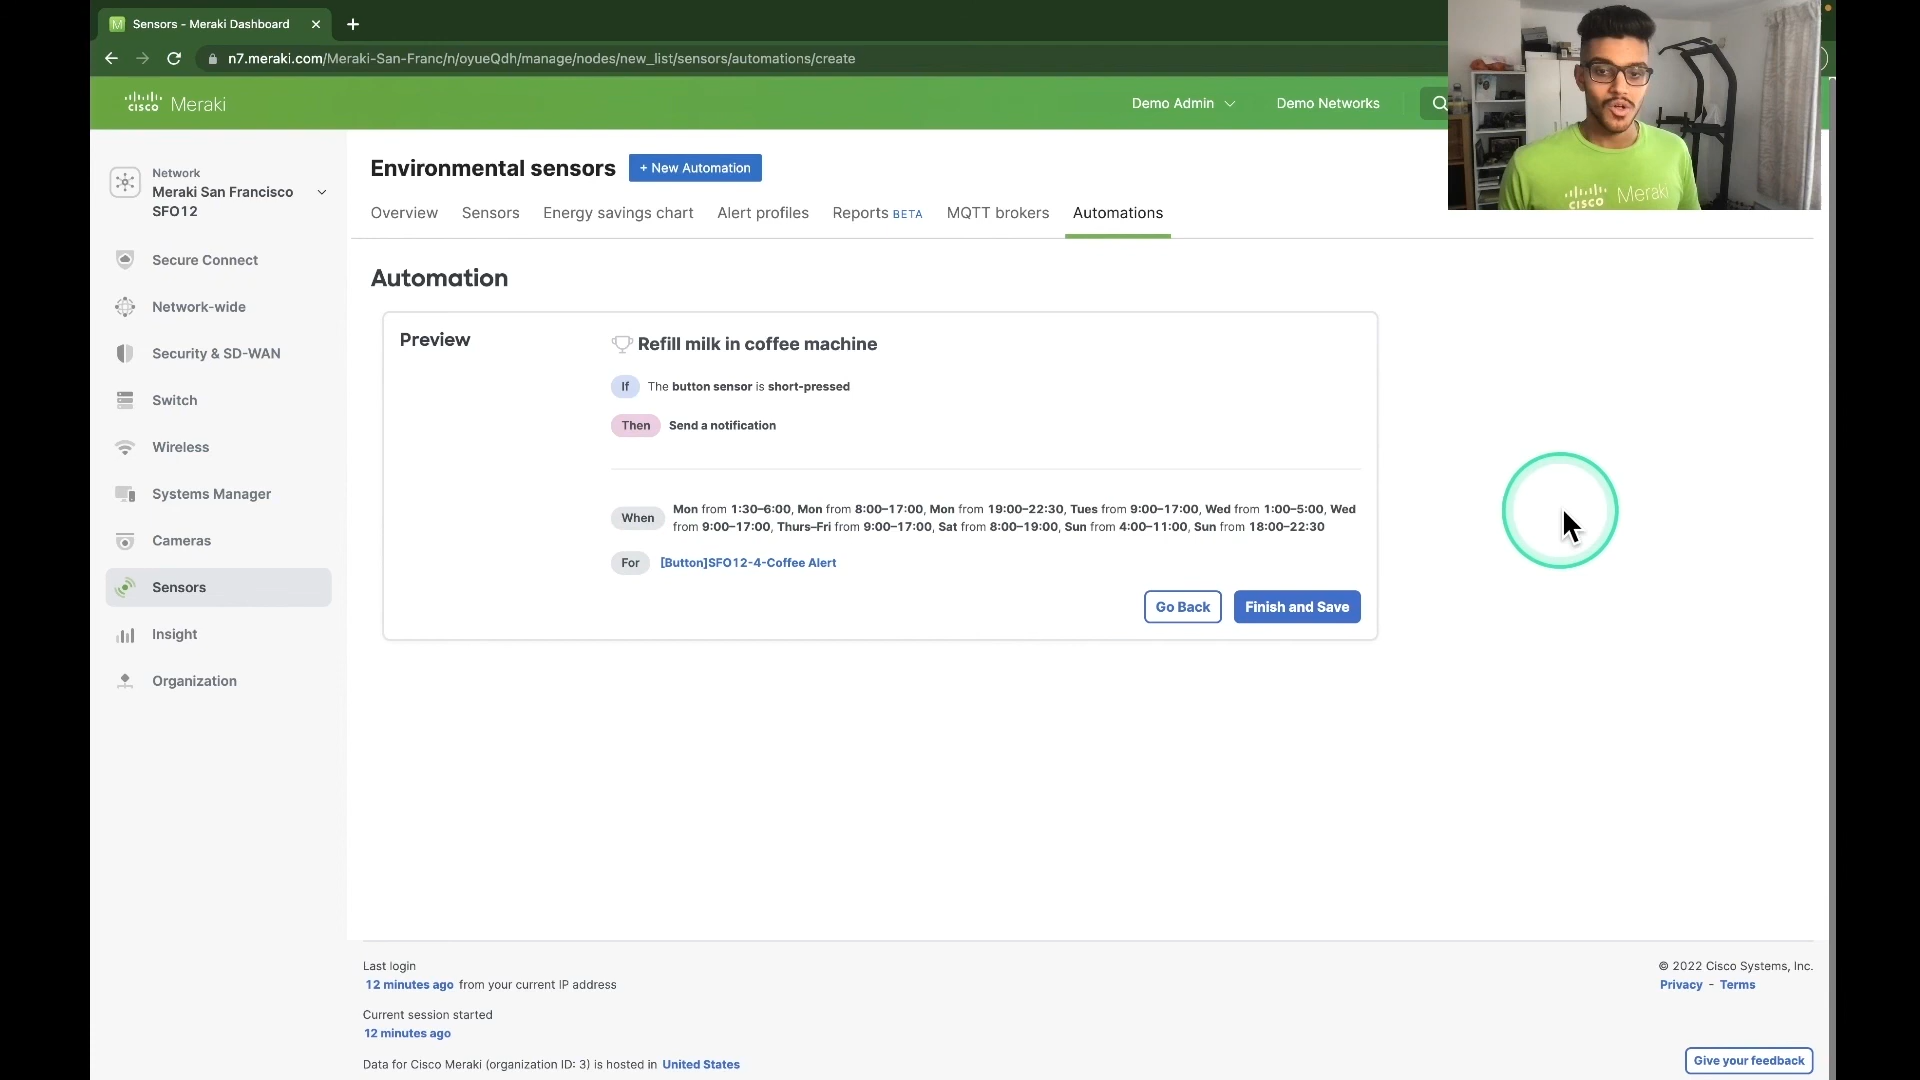 Sensors - Meraki Dashboard
n7.meraki.com/Meraki-San-Franc/n/oyueQdh/manage/nodes/new_list/sensors/automations/create
cisco Meraki
Demo Admin
Demo Networks
cisco Meraki
Network
Meraki San Francisco
SFO12
Secure Connect
Network-wide
Security & SD-WAN
Switch
Wireless
Systems Manager
Cameras
Sensors
Insight
Organization
Environmental sensors
+ New Automation
Overview
Sensors
Energy savings chart
Alert profiles
Reports BETA
MQTT brokers
Automations
Automation
Preview
Refill milk in coffee machine
If The button sensor is short-pressed
Then Send a notification
When Mon from 1:30–6:00, Mon from 8:00–17:00, Mon from 19:00–22:30, Tues from 9:00–17:00, Wed from 1:00–5:00, Wed
from 9:00–17:00, Thurs–Fri from 9:00–17:00, Sat from 8:00–19:00, Sun from 4:00–11:00, Sun from 18:00–22:30
For [Button]SFO12-4-Coffee Alert
Go Back
Finish and Save
Last login
12 minutes ago from your current IP address
Current session started
12 minutes ago
Data for Cisco Meraki (organization ID: 3) is hosted in United States
© 2022 Cisco Systems, Inc.
Privacy - Terms
Give your feedback